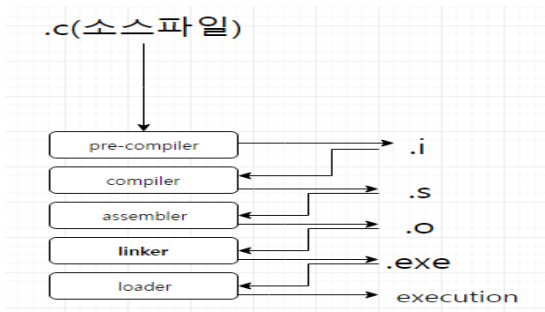 .c(소스파일)
pre-compiler
.i
compiler
.s
assembler
.o
linker
.exe
loader
execution